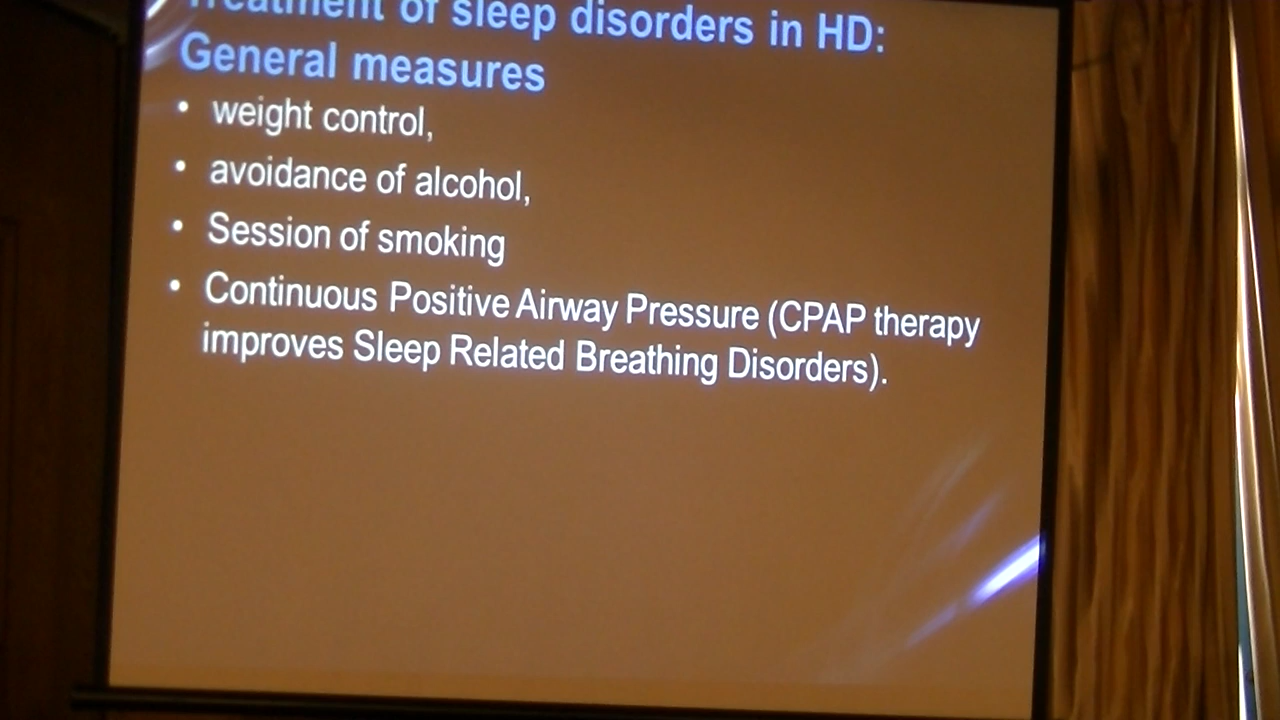 Treatment of sleep disorders in HD:
General measures
• weight control,
• avoidance of alcohol,
• Session of smoking
• Continuous Positive Airway Pressure (CPAP therapy
improves Sleep Related Breathing Disorders).